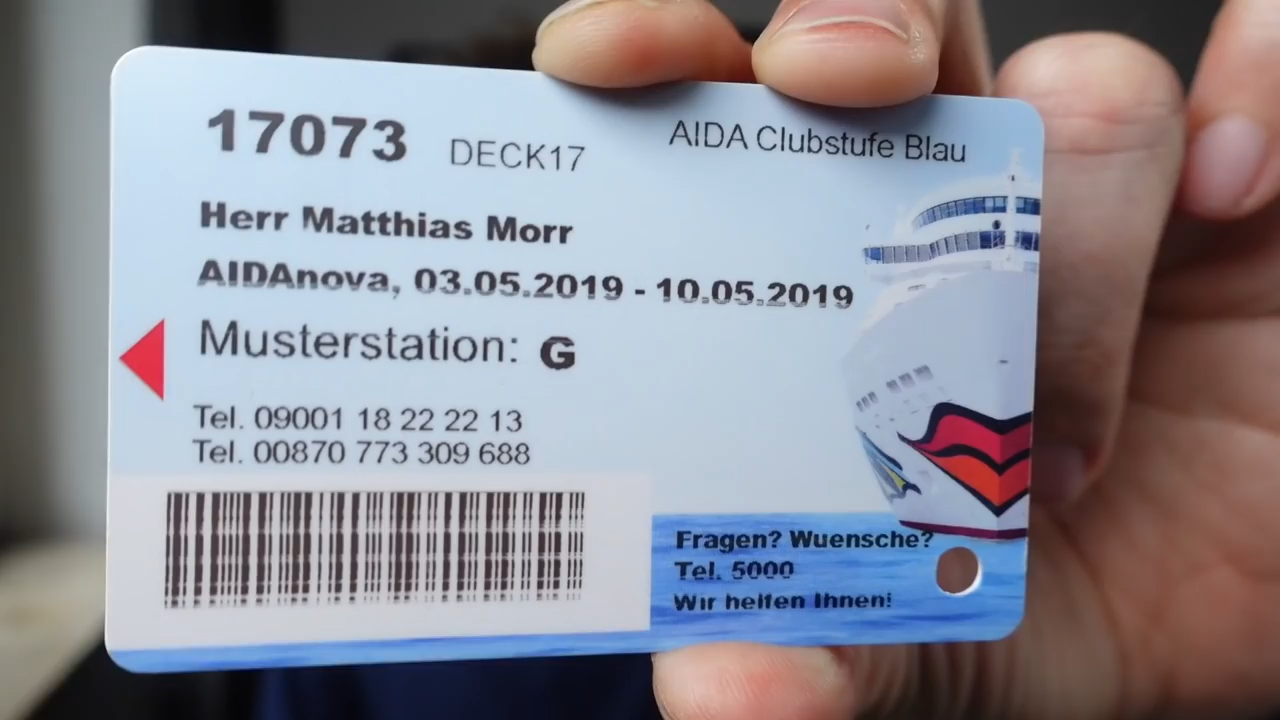 17073 DECK17 AIDA Clubstufe Blau
Herr Matthias Morr
AIDAnova, 03.05.2019 - 10.05.2019
Musterstation: G
Tel. 09001 18 22 22 13
Tel. 00870 773 309 688
Fragen? Wuensche?
Tel. 5000
Wir helfen Ihnen!